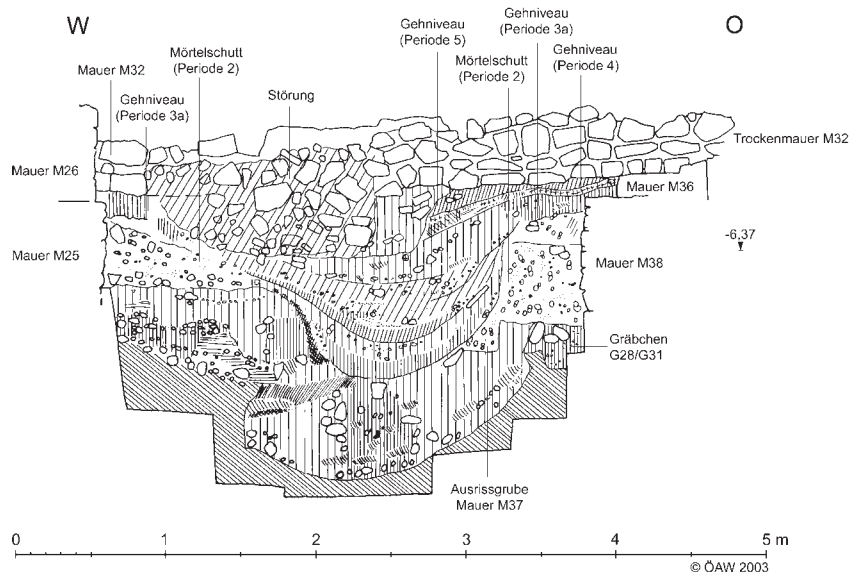 W
O
Gehniveau
(Periode 3a)
Gehniveau
(Periode 5)
Mörtelschutt
(Periode 2)
Gehniveau
(Periode 4)
Mörtelschutt
(Periode 2)
Mauer M32
Störung
Gehniveau
(Periode 3a)
Trockenmauer M32
Mauer M26
Mauer M36
-6,37
Mauer M25
Mauer M38
Gräbchen
G28/G31
Ausrissgrube
Mauer M37
0 1 2 3 4 5 m
© ÖAW 2003